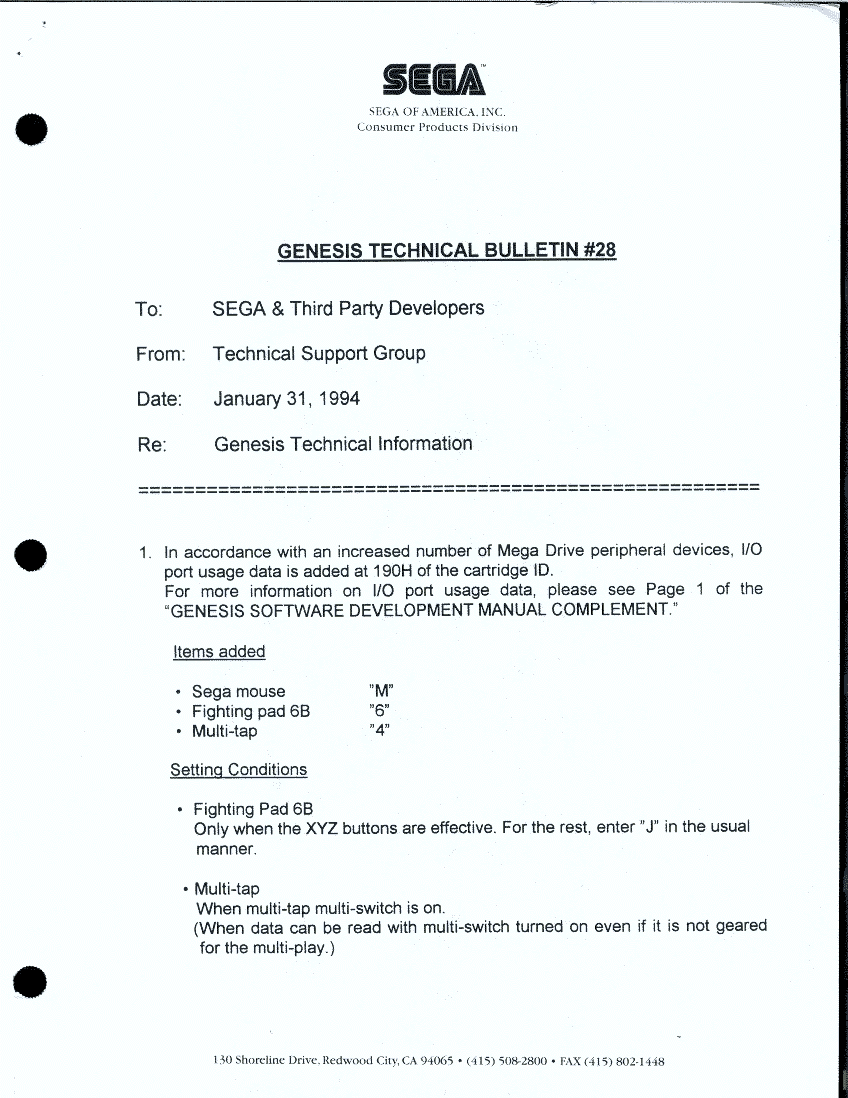 SEGA™
SEGA OF AMERICA, INC.
Consumer Products Division
GENESIS TECHNICAL BULLETIN #28
To: SEGA & Third Party Developers
From: Technical Support Group
Date: January 31, 1994
Re: Genesis Technical Information
=======================================================
1. In accordance with an increased number of Mega Drive peripheral devices, I/O
port usage data is added at 190H of the cartridge ID.
For more information on I/O port usage data, please see Page 1 of the
“GENESIS SOFTWARE DEVELOPMENT MANUAL COMPLEMENT.”
Items added
• Sega mouse ”M”
• Fighting pad 6B ”6”
• Multi-tap ”4”
Setting Conditions
• Fighting Pad 6B
Only when the XYZ buttons are effective. For the rest, enter ”J” in the usual
manner.
• Multi-tap
When multi-tap multi-switch is on.
(When data can be read with multi-switch turned on even if it is not geared
for the multi-play.)
130 Shoreline Drive, Redwood City, CA 94065 • (415) 508-2800 • FAX (415) 802-1448